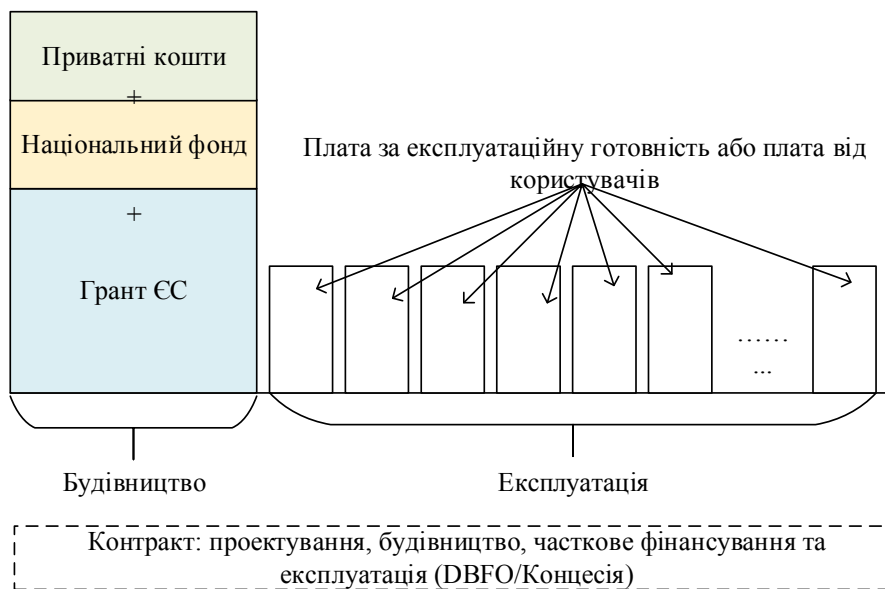 Приватні кошти
+
Національний фонд
+
Грант ЄС
Плата за експлуатаційну готовність або плата від
користувачів
……
...
Будівництво
Експлуатація
Контракт: проектування, будівництво, часткове фінансування та
експлуатація (DBFO/Концесія)